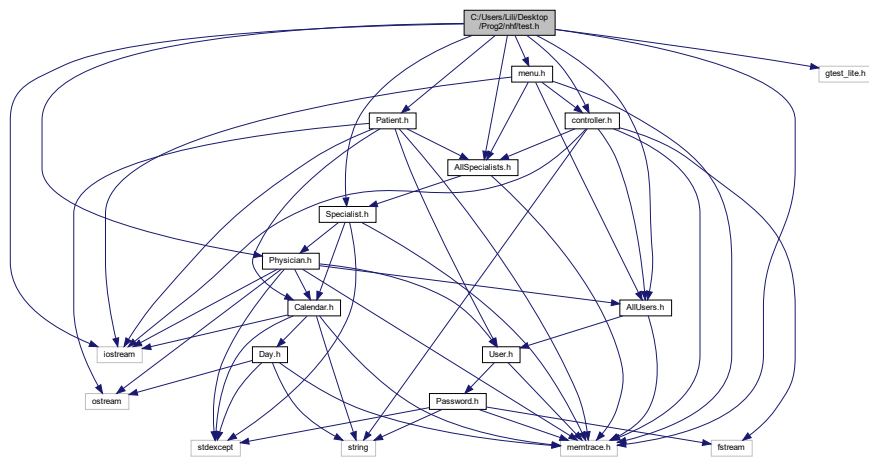 C:/Users/Lili/Desktop
/Prog2/nhf/test.h
menu.h
gtest_lite.h
Patient.h
controller.h
AllSpecialists.h
Specialist.h
Physician.h
Calendar.h
AllUsers.h
iostream
Day.h
User.h
ostream
Password.h
stdexcept
string
memtrace.h
fstream